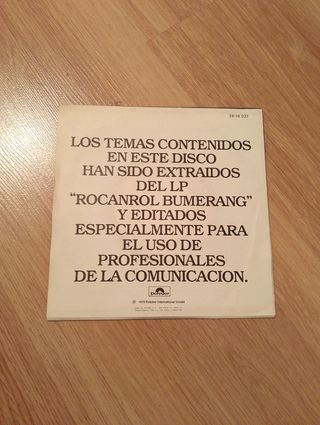 LOS TEMAS CONTENIDOS
EN ESTE DISCO
HAN SIDO EXTRAIDOS
DEL LP
"ROCANROL BUMERANG"
Y EDITADOS
ESPECIALMENTE PARA
EL USO DE
PROFESIONALES
DE LA COMUNICACION.
Polydor